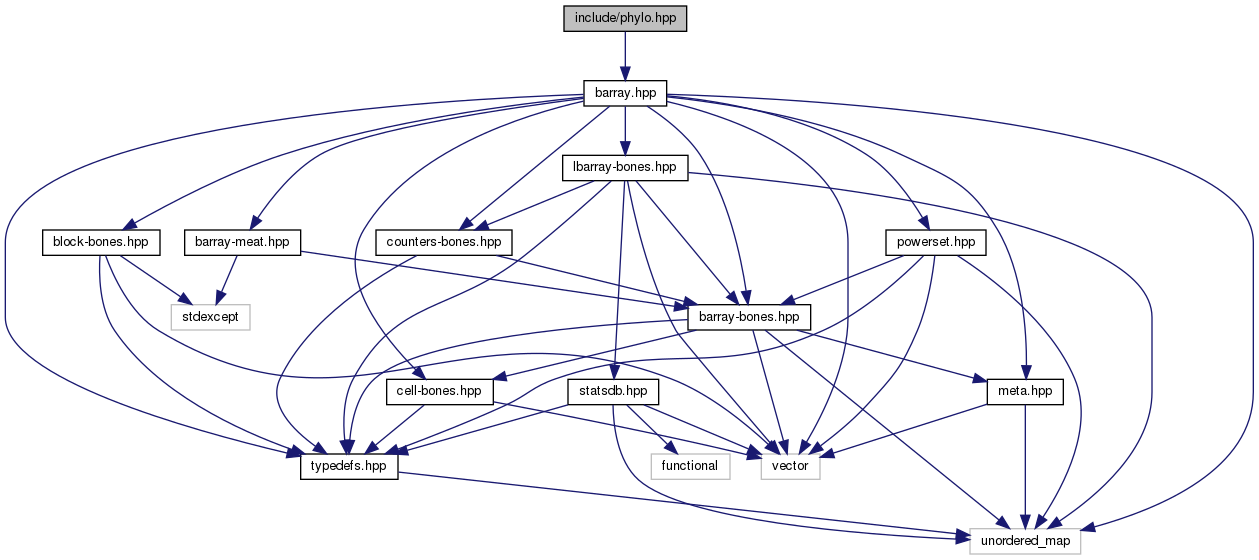 include/phylo.hpp
barray.hpp
lbarray-bones.hpp
block-bones.hpp
barray-meat.hpp
counters-bones.hpp
powerset.hpp
stdexcept
barray-bones.hpp
cell-bones.hpp
statsdb.hpp
meta.hpp
typedefs.hpp
functional
vector
unordered_map